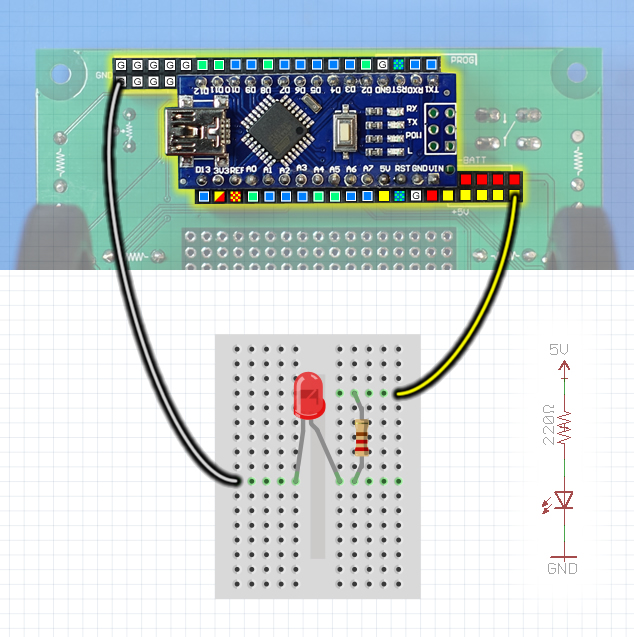 G G G G G G
PROG
GND
G G G
D12 D11 D10 D9 D8 D7 D6 D5 D4 D3 D2 GND RST RX0 TX1
RX
TX
POW
L
BATT
D13 3V3 REF A0 A1 A2 A3 A4 A5 A6 A7 5V RST GND VIN
G
+5V
5V
220Ω
GND